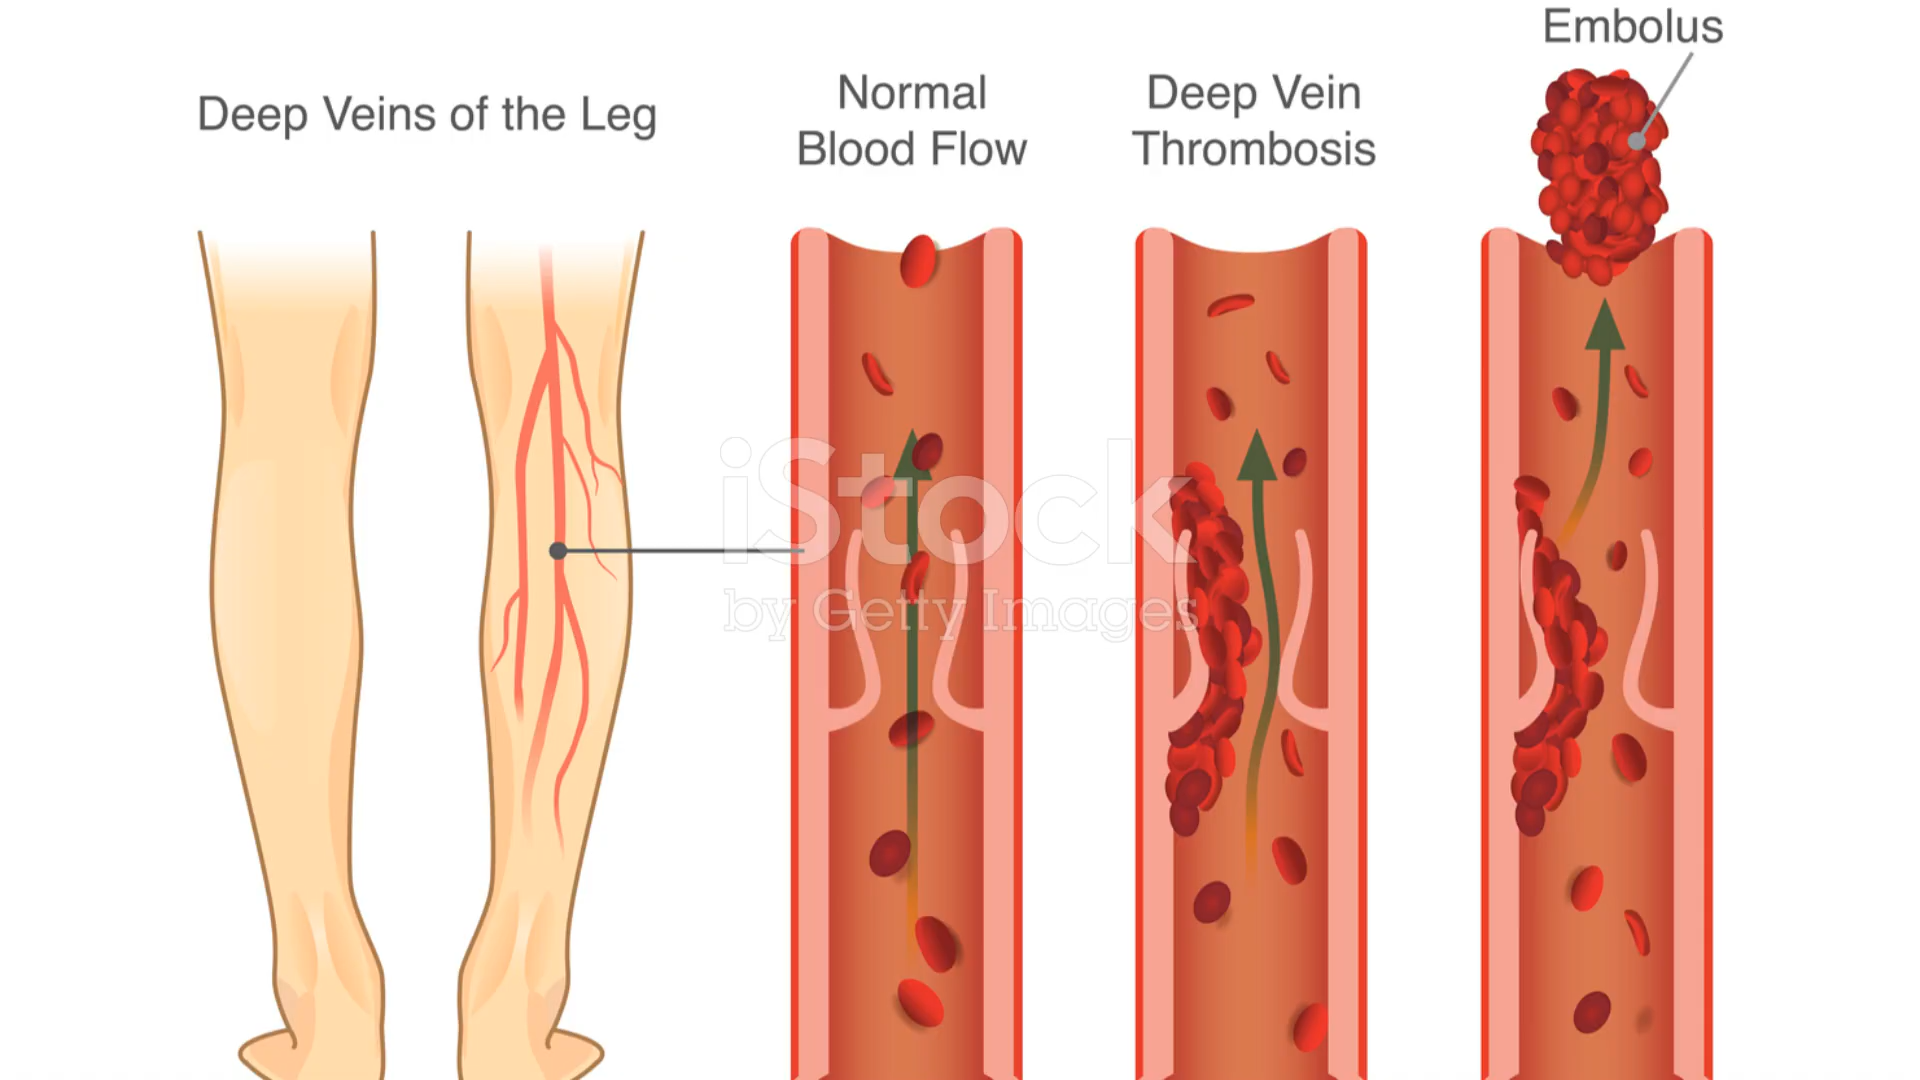 Embolus
Deep Veins of the Leg
Normal
Blood Flow
Deep Vein
Thrombosis
iStock
by Getty Images